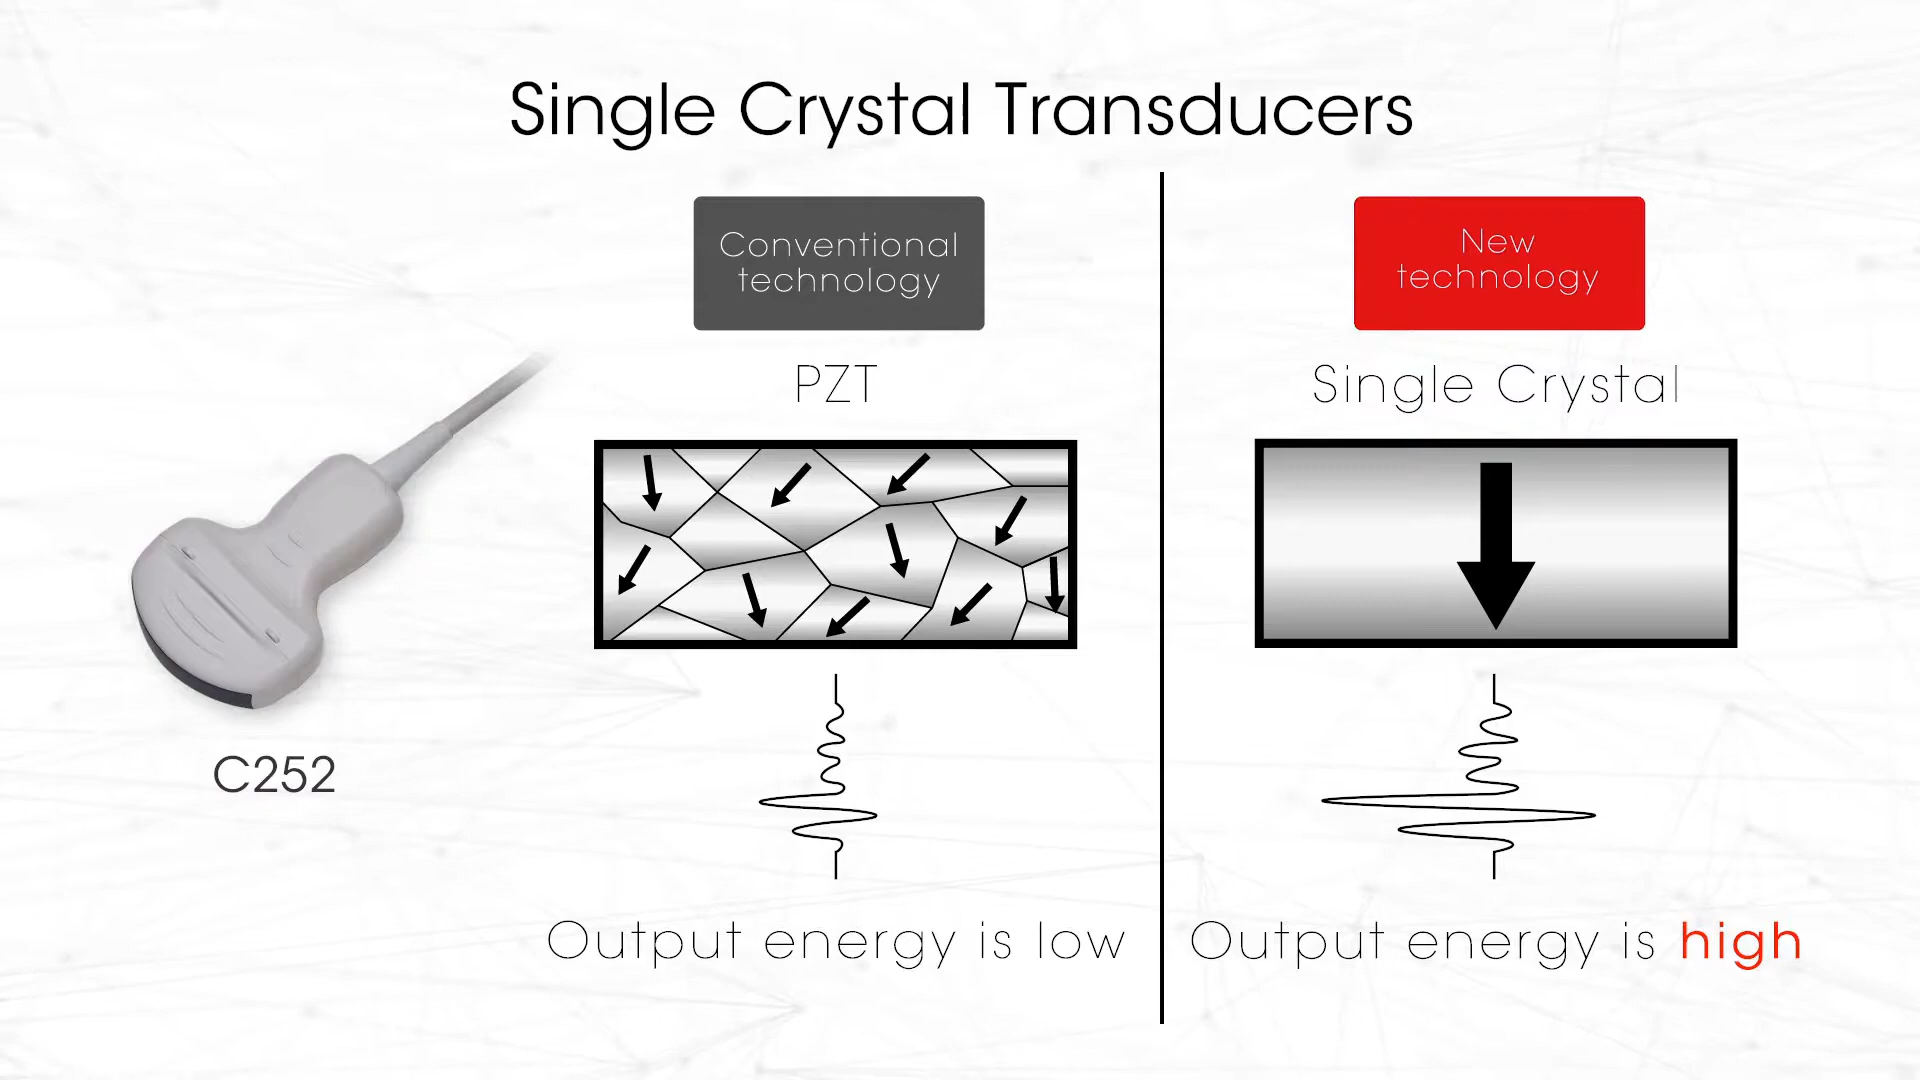 Single Crystal Transducers
Conventional
technology
PZT
Output energy is low
New
technology
Single Crystal
Output energy is high
C252